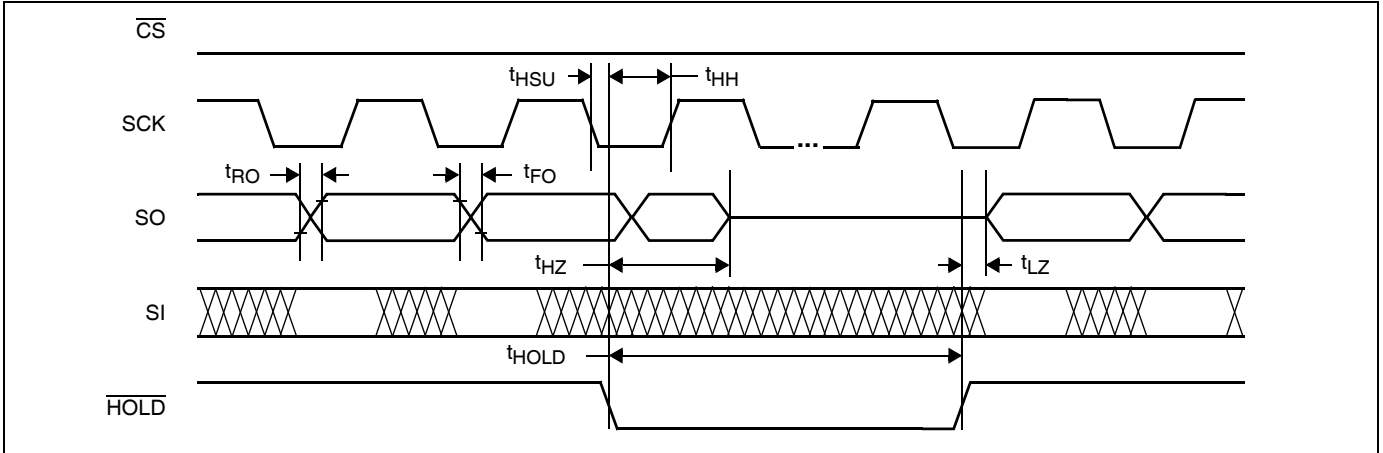 CS
tHSU
tHH
SCK
...
tRO
tFO
SO
tHZ
tLZ
SI
tHOLD
HOLD